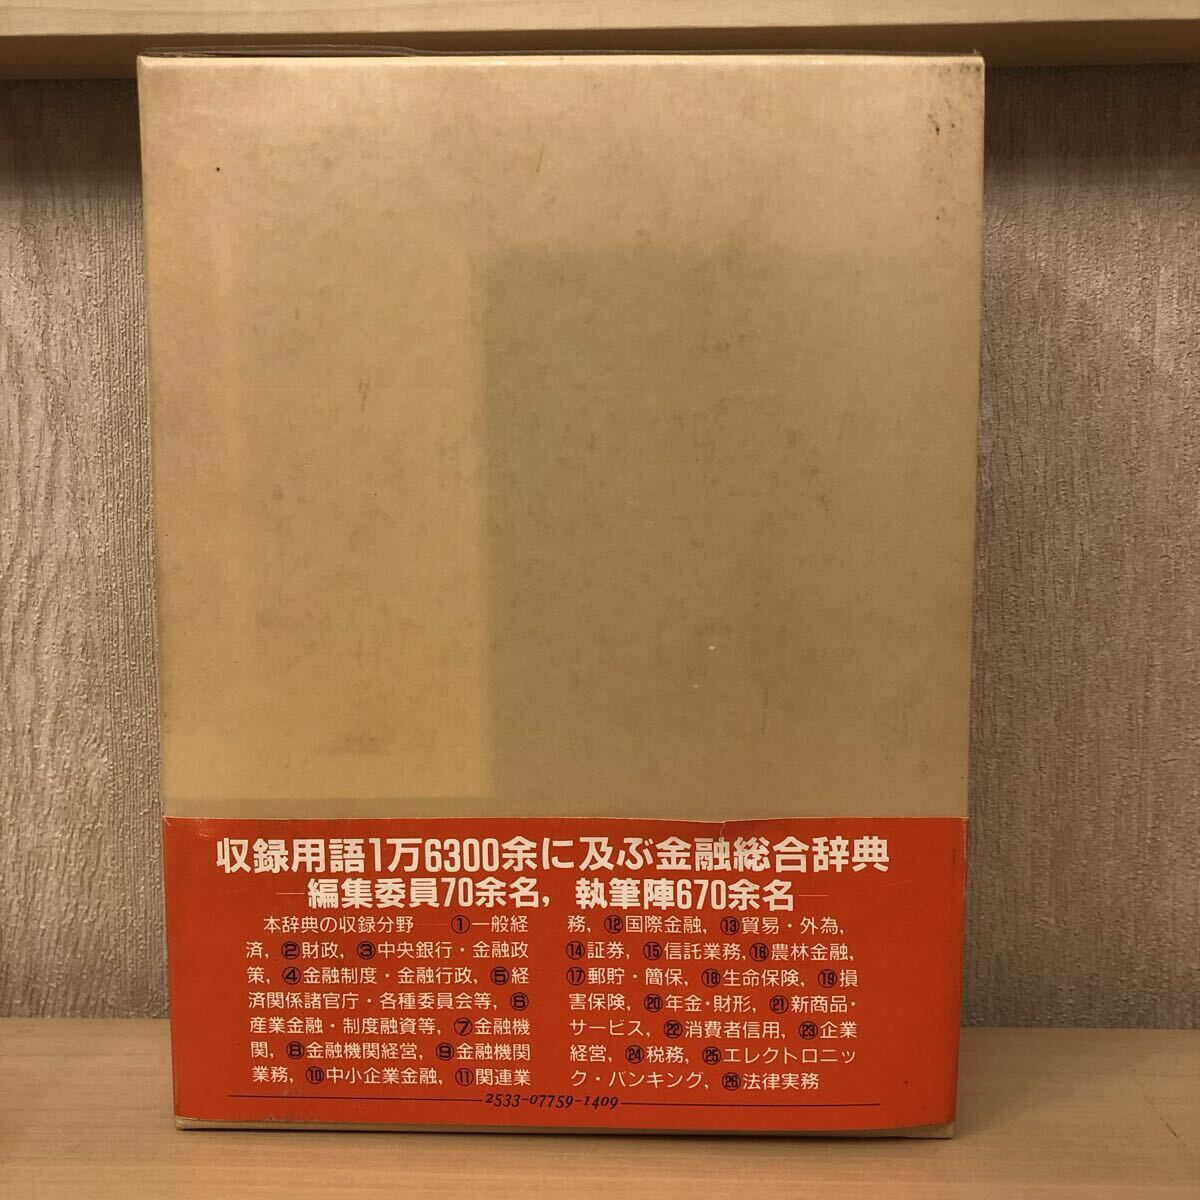 収録用語1万6300余に及ぶ金融総合辞典
―編集委員70余名，執筆陣670余名―
本辞典の収録分野――①一般経
済，②財政，③中央銀行・金融政
策，④金融制度・金融行政，⑤経
済関係諸官庁・各種委員会等，⑥
産業金融・制度融資等，⑦金融機
関，⑧金融機関経営，⑨金融機関
業務，⑩中小企業金融，⑪関連業
務，⑫国際金融，⑬貿易・外為，
⑭証券，⑮信託業務，⑯農林金融，
⑰郵貯・簡保，⑱生命保険，⑲損
害保険，⑳年金・財形，㉑新商品・
サービス，㉒消費者信用，㉓企業
経営，㉔税務，㉕エレクトロニッ
ク・バンキング，㉖法律実務
2533-07759-1409